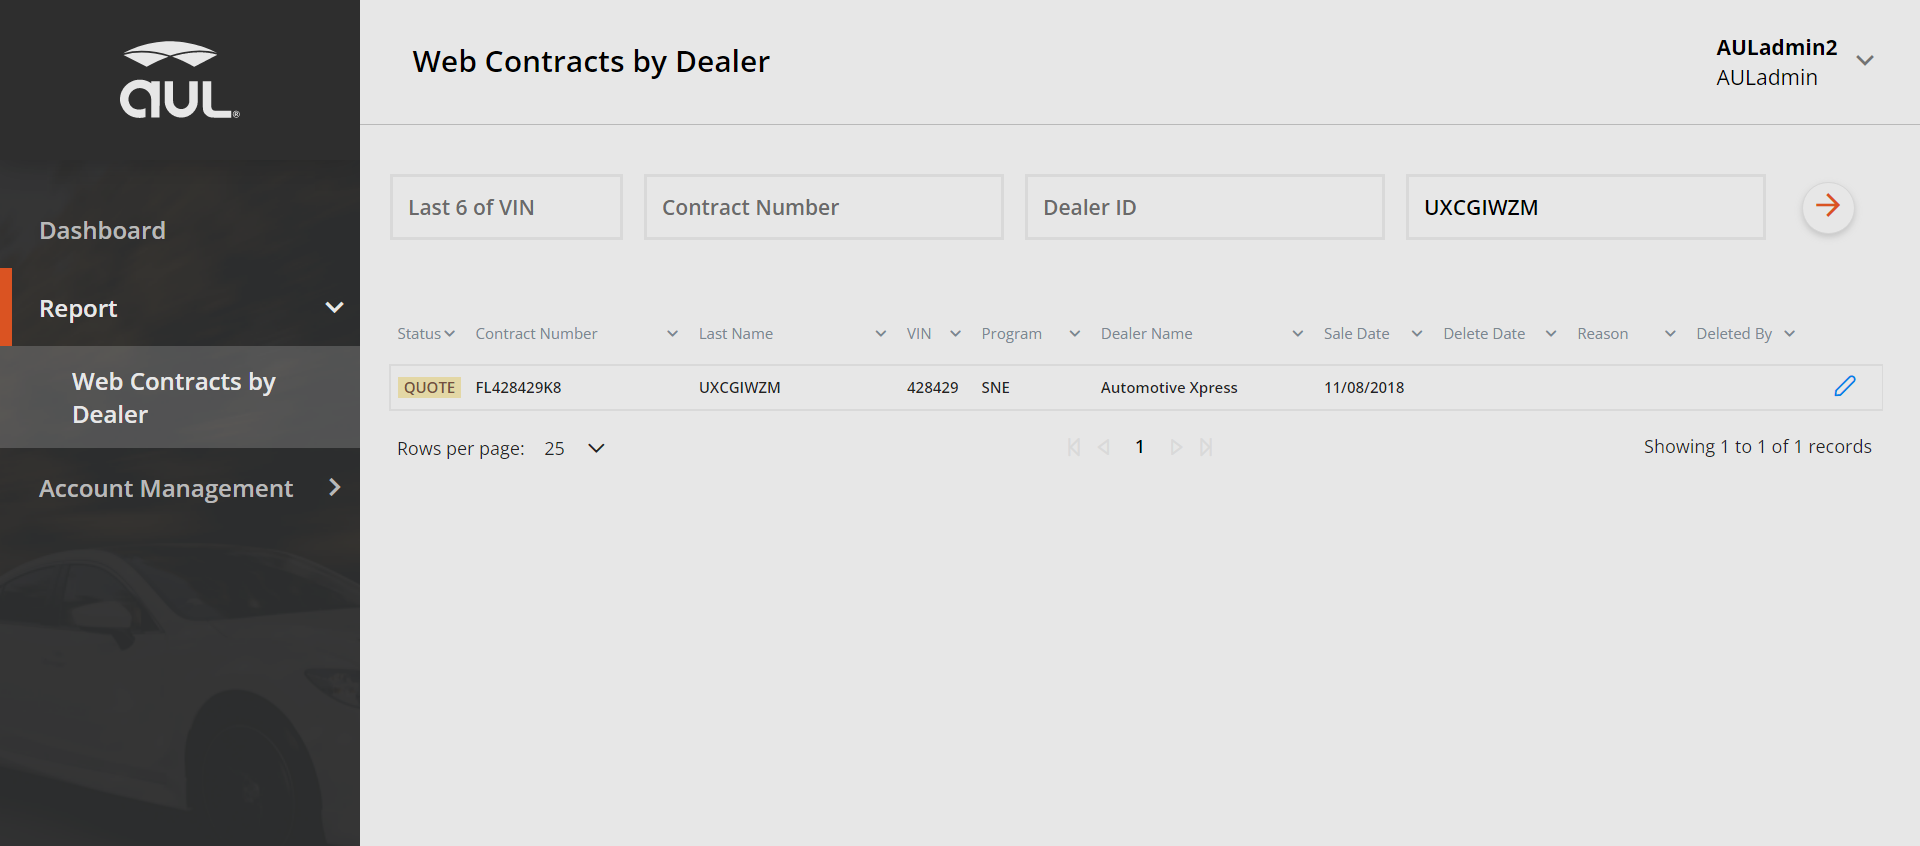 aUL®
Dashboard
Report
Web Contracts by
Dealer
Account Management
Web Contracts by Dealer
AULadmin2
AULadmin
Last 6 of VIN
Contract Number
Dealer ID
UXCGIWZM
Status Contract Number Last Name VIN Program Dealer Name Sale Date Delete Date Reason Deleted By
QUOTE FL428429K8 UXCGIWZM 428429 SNE Automotive Xpress 11/08/2018
Rows per page: 25 1 Showing 1 to 1 of 1 records